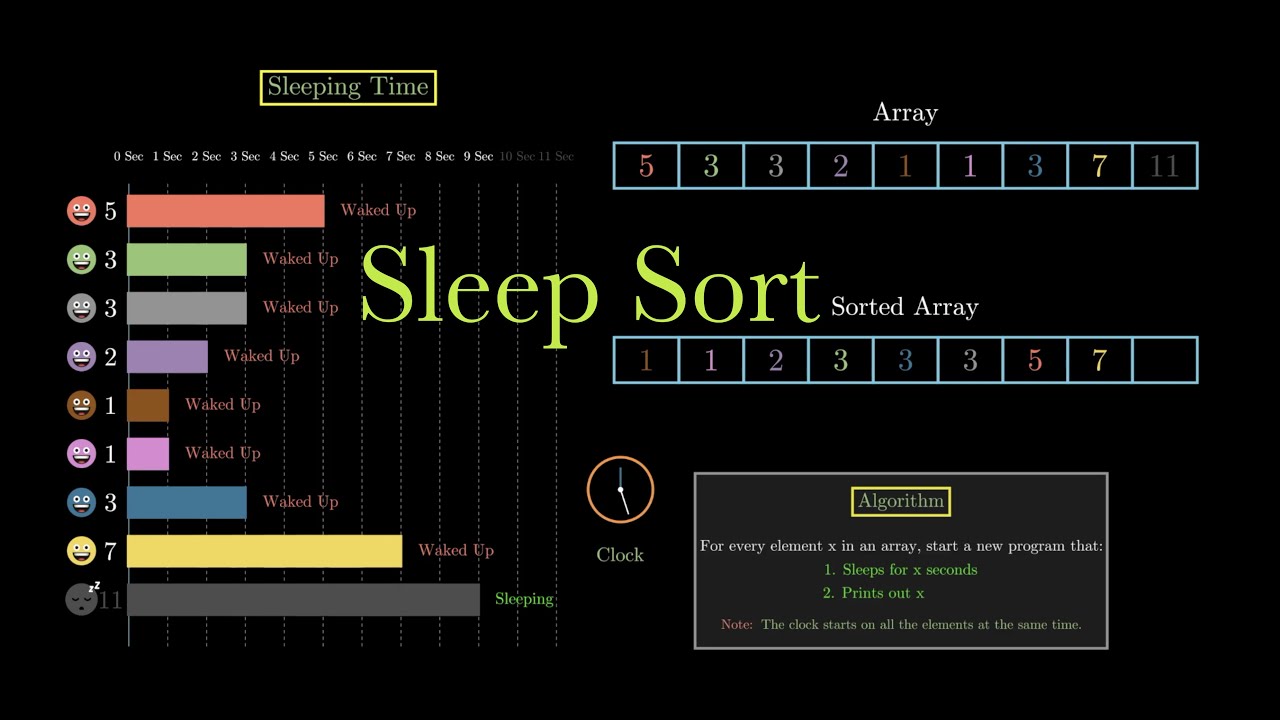 Sleeping Time
0 Sec 1 Sec 2 Sec 3 Sec 4 Sec 5 Sec 6 Sec 7 Sec 8 Sec 9 Sec 10 Sec 11 Sec
5 Waked Up
3 Waked Up
3 Waked Up
2 Waked Up
1 Waked Up
1 Waked Up
3 Waked Up
7 Waked Up
zz 11 Sleeping
Sleep Sort
Array
5 3 3 2 1 1 3 7 11
Sorted Array
1 1 2 3 3 3 5 7
Clock
Algorithm
For every element x in an array, start a new program that:
1. Sleeps for x seconds
2. Prints out x
Note: The clock starts on all the elements at the same time.